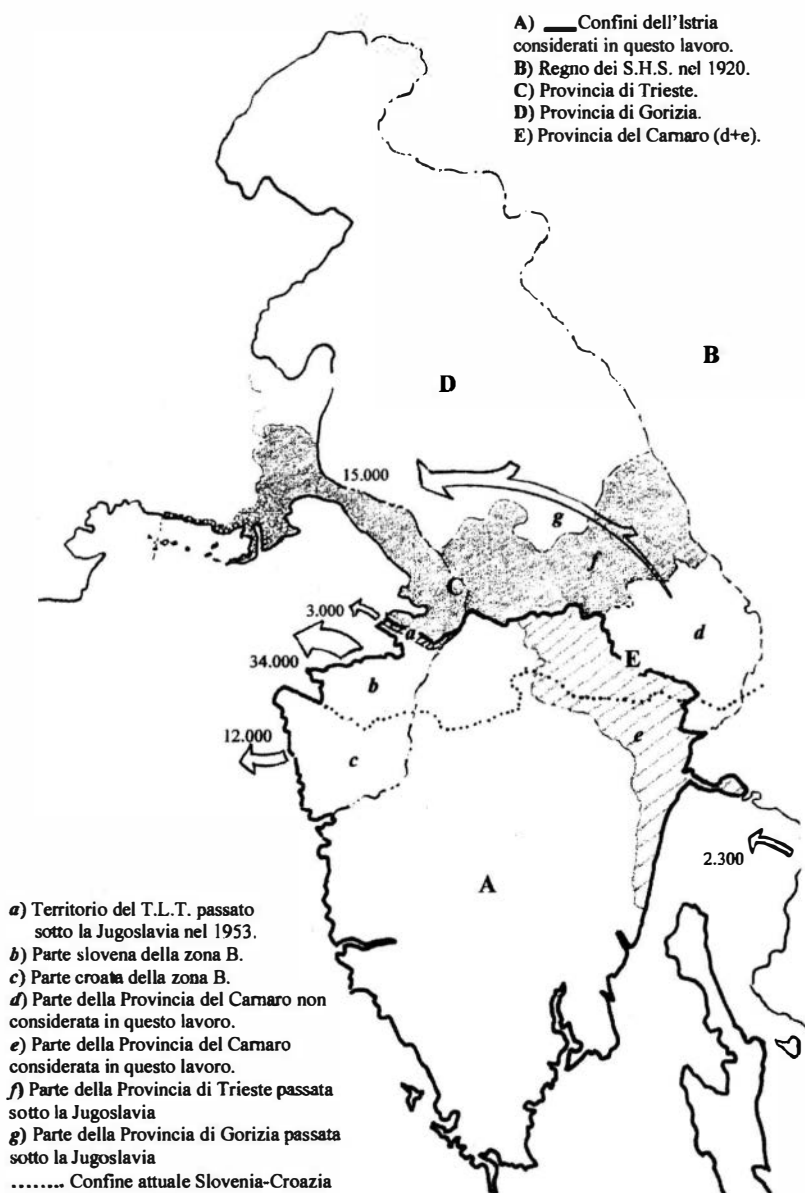 A) Confini dell'Istria
considerati in questo lavoro.
B) Regno dei S.H.S. nel 1920.
C) Provincia di Trieste.
D) Provincia di Gorizia.
E) Provincia del Carnaro (d+e).
B
D
15.000
g
f
C
3.000
a
d
E
34.000
b
12.000
e
c
2.300
A
a) Territorio del T.L.T. passato
sotto la Jugoslavia nel 1953.
b) Parte slovena della zona B.
c) Parte croata della zona B.
d) Parte della Provincia del Carnaro non
considerata in questo lavoro.
e) Parte della Provincia del Carnaro
considerata in questo lavoro.
f) Parte della Provincia di Trieste passata
sotto la Jugoslavia
g) Parte della Provincia di Gorizia passata
sotto la Jugoslavia
........ Confine attuale Slovenia-Croazia